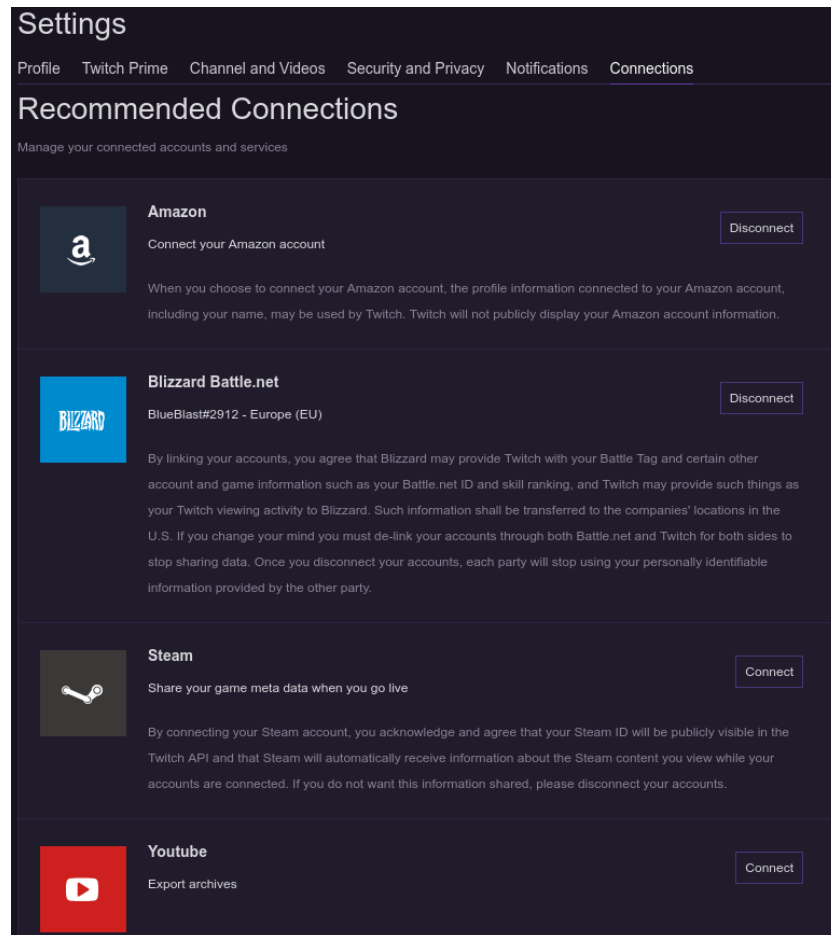 Settings
Profile Twitch Prime Channel and Videos Security and Privacy Notifications Connections
Recommended Connections
Manage your connected accounts and services
Amazon
Disconnect
Connect your Amazon account
When you choose to connect your Amazon account, the profile information connected to your Amazon account,
including your name, may be used by Twitch. Twitch will not publicly display your Amazon account information.
BLIZZARD
Blizzard Battle.net
Disconnect
BlueBlast#2912 - Europe (EU)
By linking your accounts, you agree that Blizzard may provide Twitch with your Battle Tag and certain other
account and game information such as your Battle.net ID and skill ranking, and Twitch may provide such things as
your Twitch viewing activity to Blizzard. Such information shall be transferred to the companies' locations in the
U.S. If you change your mind you must de-link your accounts through both Battle.net and Twitch for both sides to
stop sharing data. Once you disconnect your accounts, each party will stop using your personally identifiable
information provided by the other party.
Steam
Connect
Share your game meta data when you go live
By connecting your Steam account, you acknowledge and agree that your Steam ID will be publicly visible in the
Twitch API and that Steam will automatically receive information about the Steam content you view while your
accounts are connected. If you do not want this information shared, please disconnect your accounts.
Youtube
Connect
Export archives